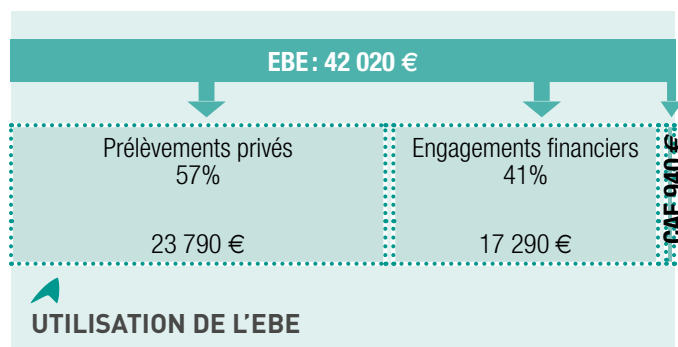 EBE : 42 020 €
Prélèvements privés
57%
23 790 €
Engagements financiers
41%
17 290 €
CAF 940 €
UTILISATION DE L’EBE